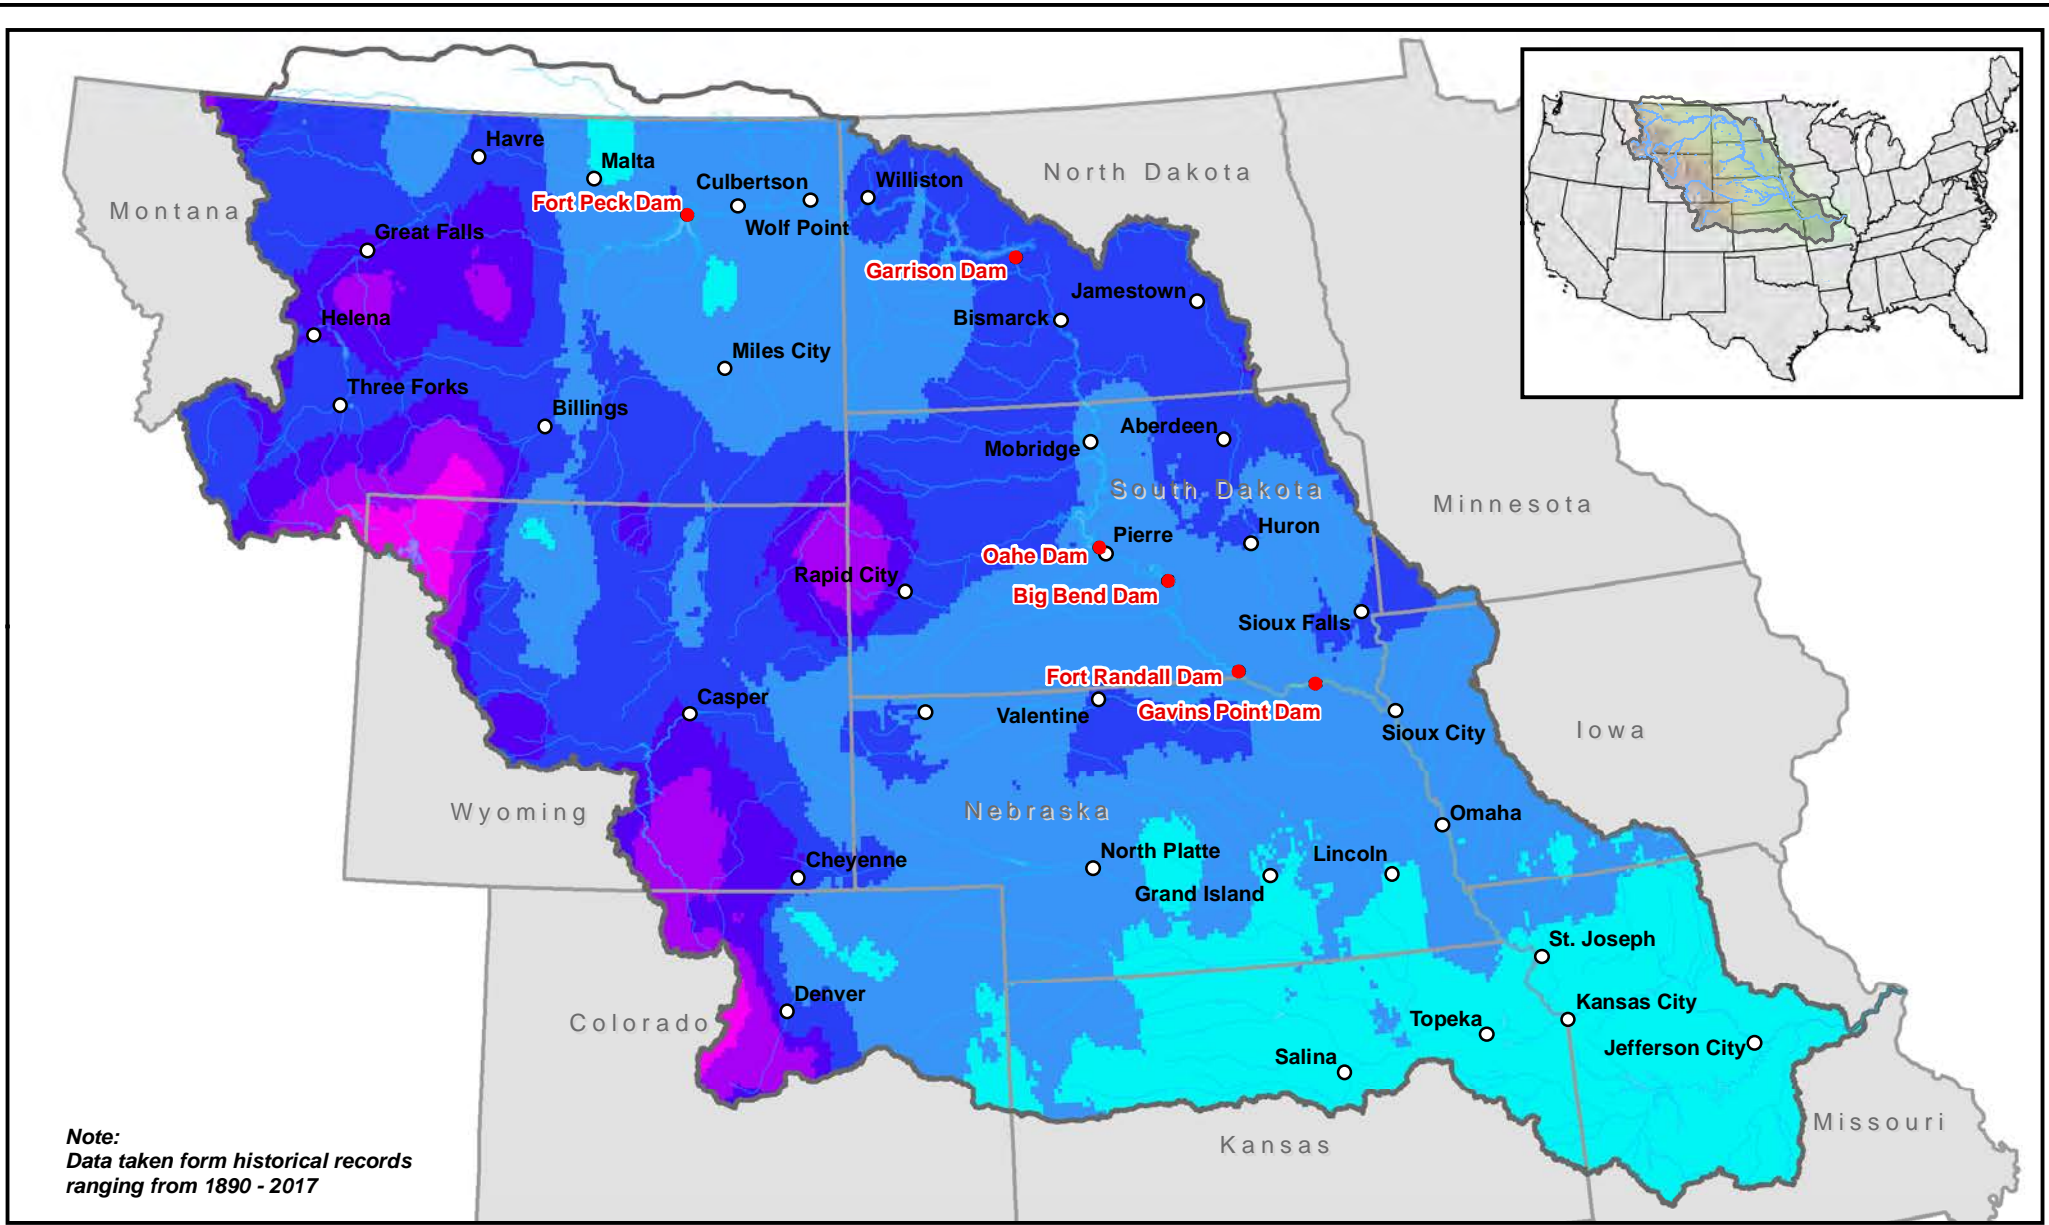 Havre
Malta
Culbertson
Williston
North Dakota
Fort Peck Dam
Montana
Wolf Point
Great Falls
Garrison Dam
Jamestown
Helena
Bismarck
Miles City
Three Forks
Billings
Aberdeen
Mobridge
South Dakota
Minnesota
Huron
Pierre
Oahe Dam
Rapid City
Big Bend Dam
Sioux Falls
Fort Randall Dam
Casper
Valentine
Gavins Point Dam
Sioux City
Iowa
Wyoming
Nebraska
Omaha
North Platte
Lincoln
Cheyenne
Grand Island
St. Joseph
Denver
Kansas City
Colorado
Topeka
Jefferson City
Salina
Missouri
Kansas
Note:
Data taken form historical records
ranging from 1890 - 2017